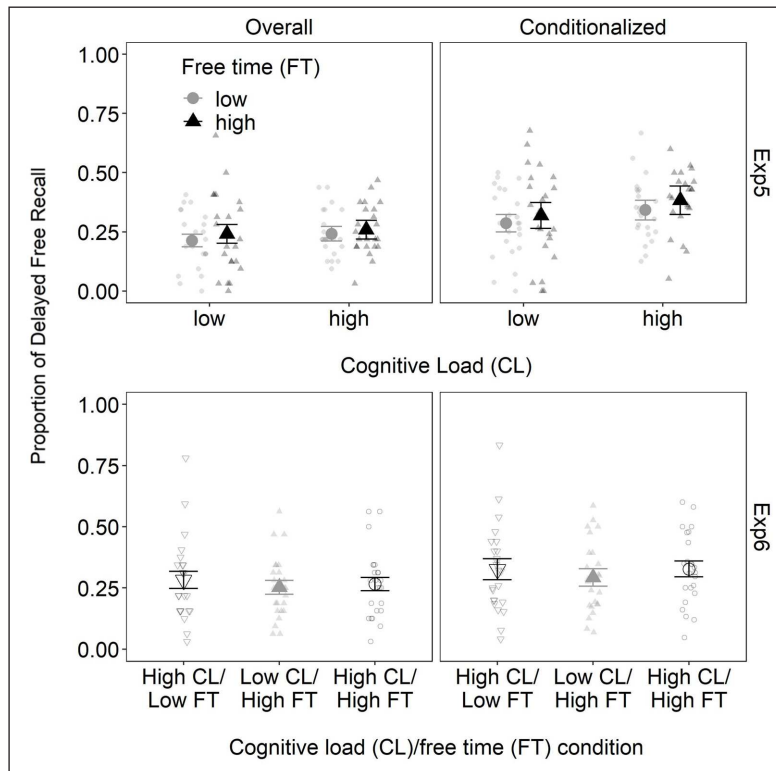 Overall
Conditionalized
Proportion of Delayed Free Recall
1.00
0.75
0.50
0.25
0.00
Free time (FT)
low
high
Exp5
low
high
low
high
Cognitive Load (CL)
1.00
0.75
0.50
0.25
0.00
Exp6
High CL/
Low FT
Low CL/
High FT
High CL/
High FT
High CL/
Low FT
Low CL/
High FT
High CL/
High FT
Cognitive load (CL)/free time (FT) condition